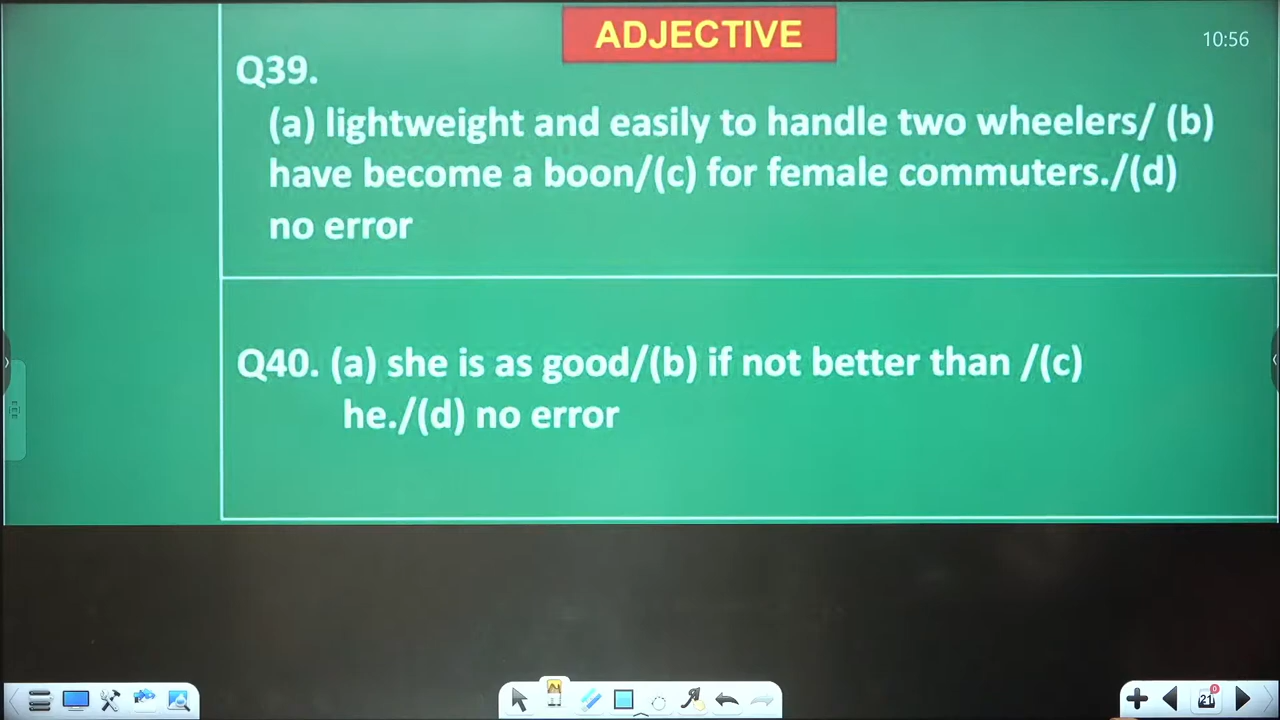 ADJECTIVE
10:56
Q39.
(a) lightweight and easily to handle two wheelers/ (b)
have become a boon/(c) for female commuters./(d)
no error
Q40. (a) she is as good/(b) if not better than /(c)
he./(d) no error
21